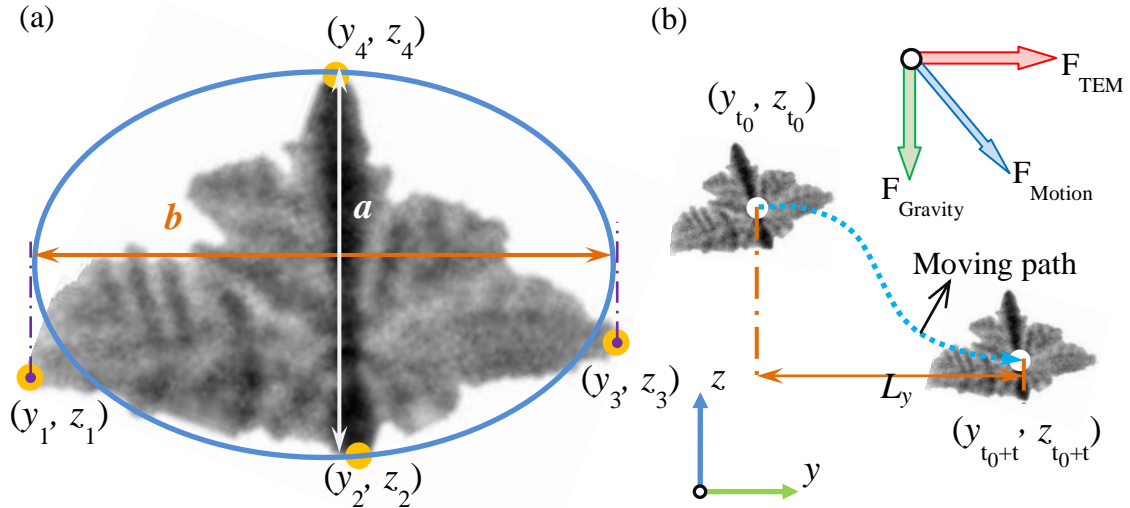 (a)
(y4, z4)
b
a
(y1, z1)
(y2, z2)
(y3, z3)
(b)
(yt0, zt0)
FTEM
FGravity
FMotion
Moving path
Ly
(yt0+t, zt0+t)
z
y